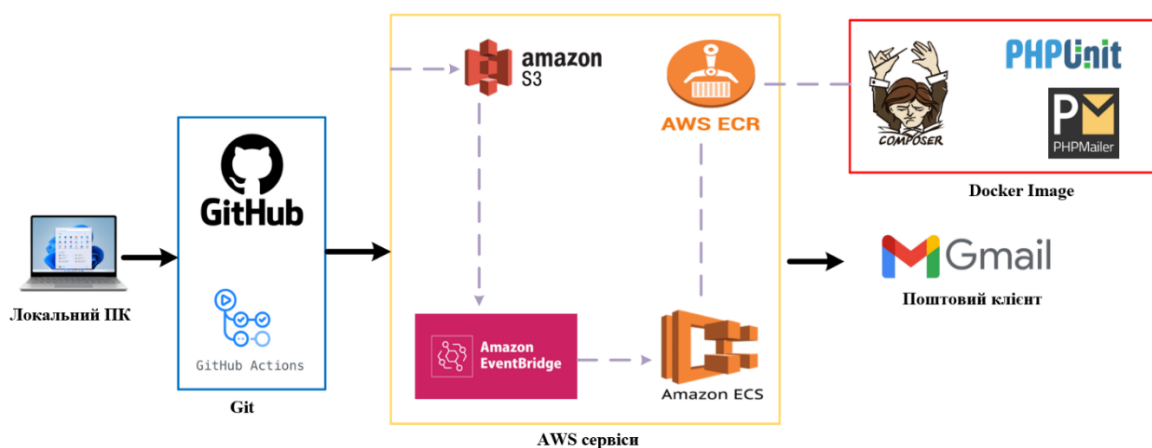 Локальний ПК
GitHub
GitHub Actions
Git
amazon
S3
AWS ECR
Amazon
EventBridge
Amazon ECS
AWS сервіси
COMPOSER
PHPUnit
PM
PHPMailer
Docker Image
Gmail
Поштовий клієнт